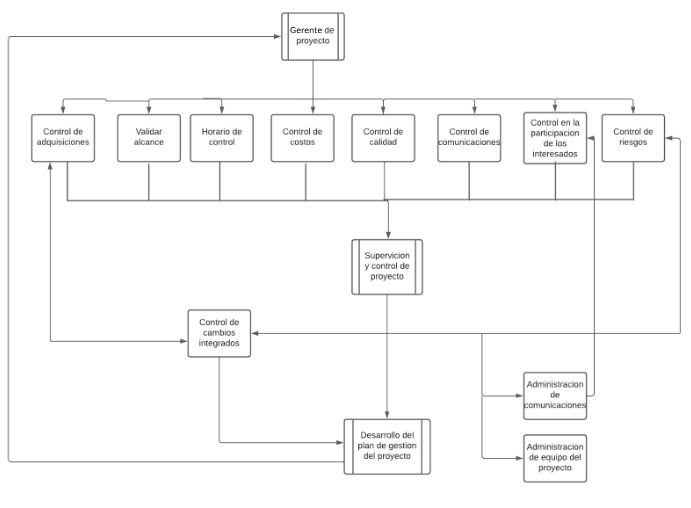 Gerente de
proyecto
Control de
adquisiciones
Validar
alcance
Horario de
control
Control de
costos
Control de
calidad
Control de
comunicaciones
Control en la
participacion
de los
interesados
Control de
riesgos
Supervicion
y control de
proyecto
Control de
cambios
integrados
Administracion
de
comunicaciones
Desarrollo del
plan de gestion
del proyecto
Administracion
de equipo del
proyecto